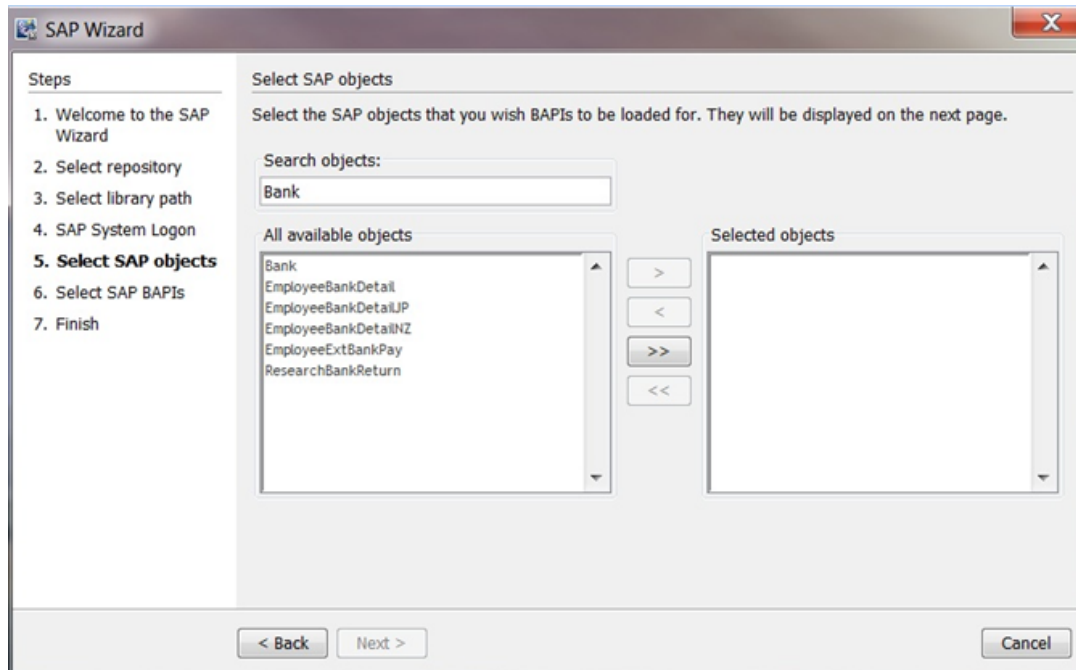 SAP Wizard
Steps
1. Welcome to the SAP
Wizard
2. Select repository
3. Select library path
4. SAP System Logon
5. Select SAP objects
6. Select SAP BAPIs
7. Finish
Select SAP objects
Select the SAP objects that you wish BAPIs to be loaded for. They will be displayed on the next page.
Search objects:
Bank
All available objects
Bank
EmployeeBankDetail
EmployeeBankDetailJP
EmployeeBankDetailNZ
EmployeeExtBankPay
ResearchBankReturn
>
<
>>
<<
Selected objects
< Back
Next >
Cancel